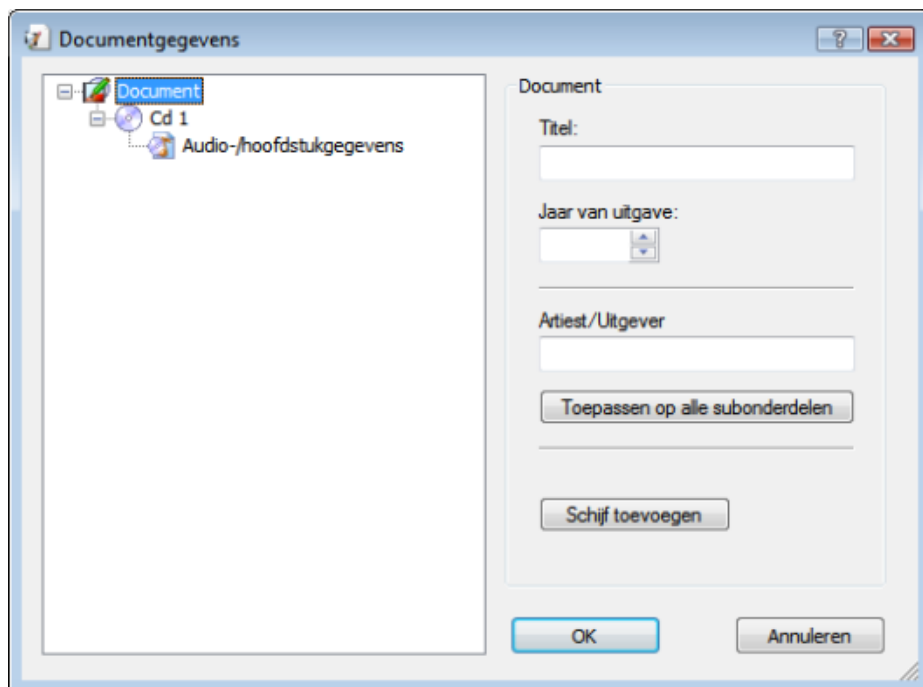 Documentgegevens
Document
Cd 1
Audio-/hoofdstukgegevens
Document
Titel:
Jaar van uitgave:
Artiest/Uitgever
Toepassen op alle subonderdelen
Schijf toevoegen
OK
Annuleren